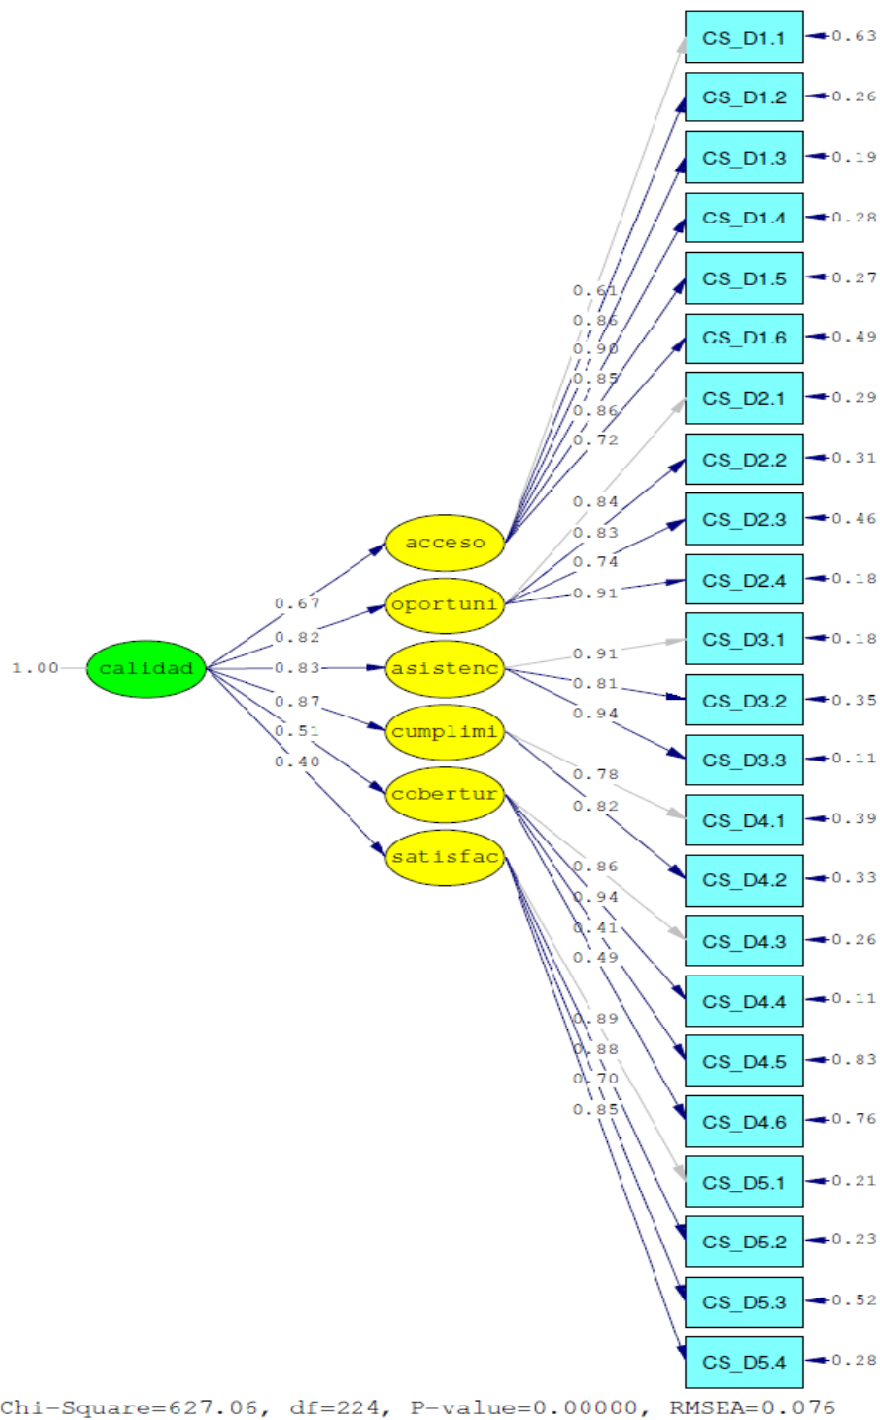 CS_D1.1 0.63
CS_D1.2 0.26
CS_D1.3 0.19
CS_D1.4 0.28
CS_D1.5 0.27
0.61
0.86
CS_D1.6 0.49
0.90
0.85
CS_D2.1 0.29
0.86
0.72
CS_D2.2 0.31
0.84
CS_D2.3 0.46
0.83
acceso
0.74
CS_D2.4 0.18
0.91
0.67
oportuni
0.82
CS_D3.1 0.18
0.91
1.00 calidad 0.83 asistenc
0.81
CS_D3.2 0.35
0.87
0.94
0.51
cumplimi
CS_D3.3 0.11
0.40
0.78
cobertur
0.82
CS_D4.1 0.39
satisfac
0.86
CS_D4.2 0.33
0.94
0.41
CS_D4.3 0.26
0.49
CS_D4.4 0.11
0.89
0.88
CS_D4.5 0.83
0.70
0.85
CS_D4.6 0.76
CS_D5.1 0.21
CS_D5.2 0.23
CS_D5.3 0.52
CS_D5.4 0.28
Chi-Square=627.06, df=224, P-value=0.00000, RMSEA=0.076